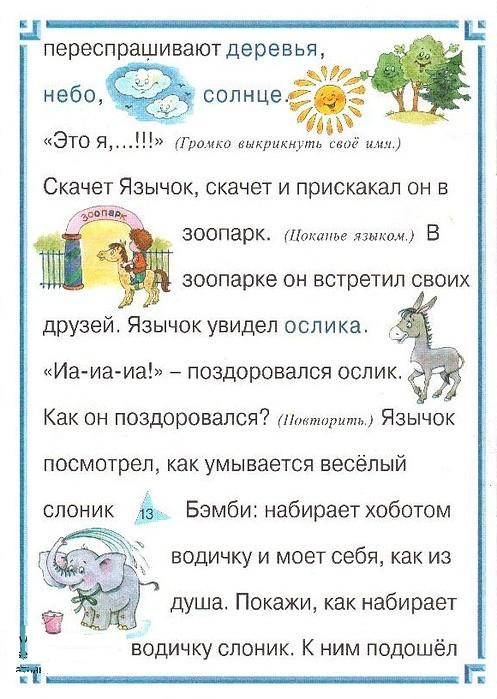 переспрашивают деревья,
небо, солнце.
«Это я,...!!!» (Громко выкрикнуть своё имя.)
Скачет Язычок, скачет и прискакал он в
ЗООПАРК
зоопарк. (Цоканье языком.) В
зоопарке он встретил своих
друзей. Язычок увидел ослика.
«Иа-иа-иа!» – поздоровался ослик.
Как он поздоровался? (Повторить.) Язычок
посмотрел, как умывается весёлый
слоник 13 Бэмби: набирает хоботом
водичку и моет себя, как из
душа. Покажи, как набирает
водичку слоник. К ним подошёл